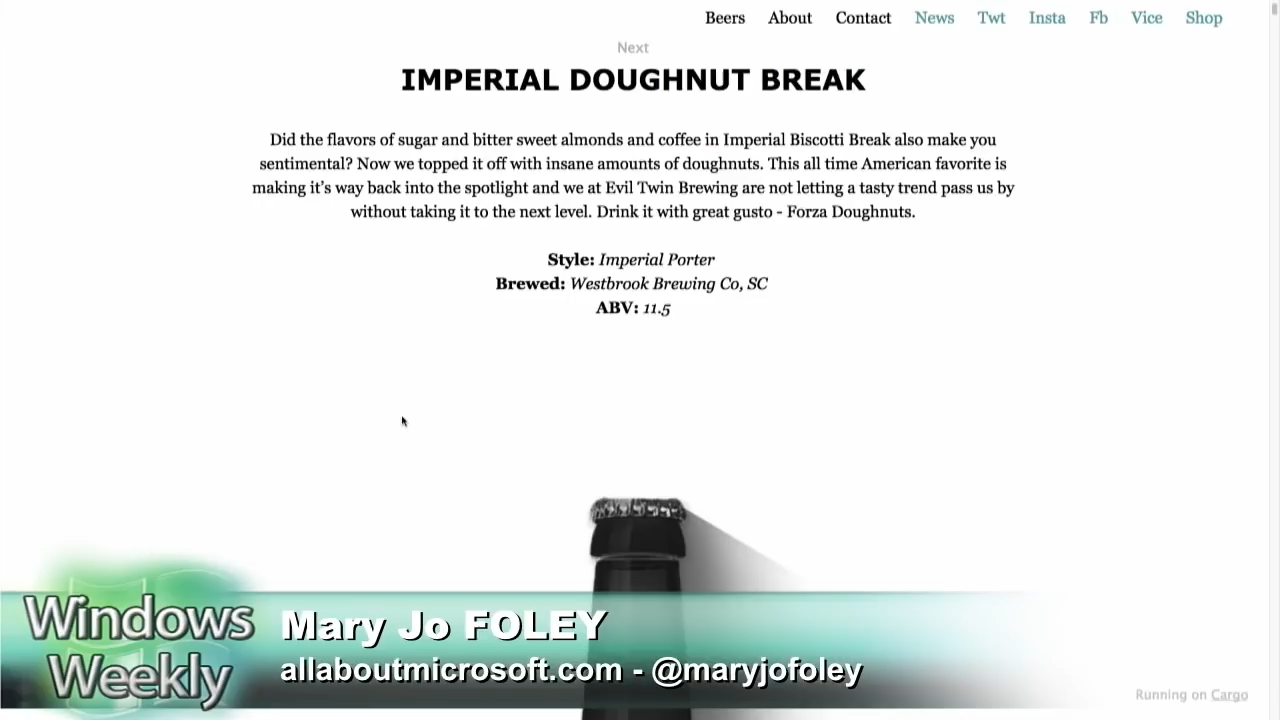 Beers About Contact News Twt Insta Fb Vice Shop
Next
IMPERIAL DOUGHNUT BREAK
Did the flavors of sugar and bitter sweet almonds and coffee in Imperial Biscotti Break also make you
sentimental? Now we topped it off with insane amounts of doughnuts. This all time American favorite is
making it's way back into the spotlight and we at Evil Twin Brewing are not letting a tasty trend pass us by
without taking it to the next level. Drink it with great gusto - Forza Doughnuts.
Style: Imperial Porter
Brewed: Westbrook Brewing Co, SC
ABV: 11.5
Windows
Weekly
Mary Jo FOLEY
allaboutmicrosoft.com - @maryjofoley
Running on Cargo